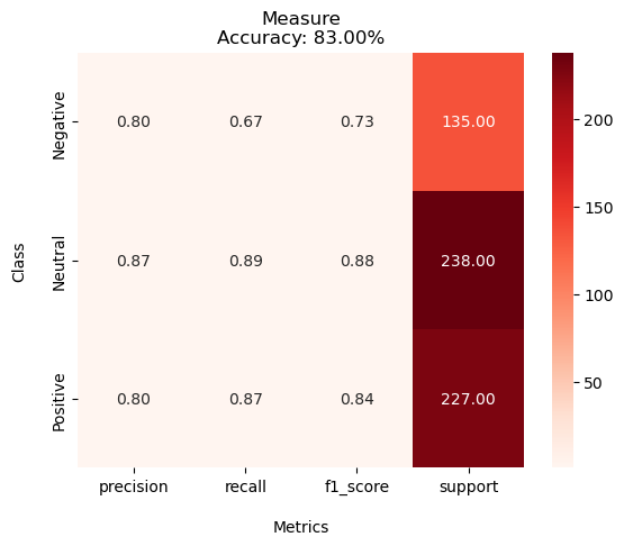 Measure
Accuracy: 83.00%
Negative 0.80 0.67 0.73 135.00
Neutral 0.87 0.89 0.88 238.00
Positive 0.80 0.87 0.84 227.00
Class
precision recall f1_score support
Metrics
200
150
100
50